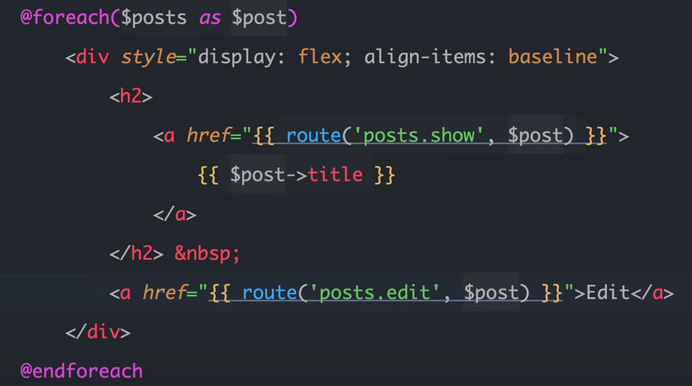 @foreach($posts as $post)
<div style="display: flex; align-items: baseline">
<h2>
<a href="{{ route('posts.show', $post) }}">
{{ $post->title }}
</a>
</h2> &nbsp;
<a href="{{ route('posts.edit', $post) }}">Edit</a>
</div>
@endforeach